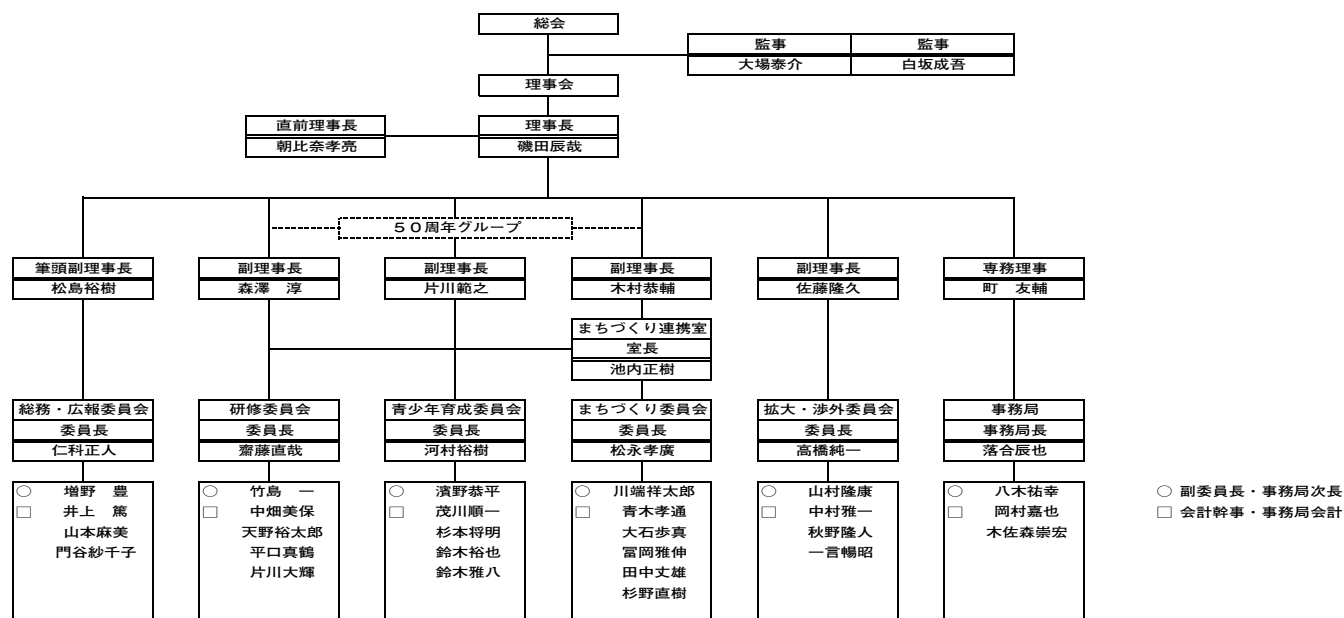 総会
監事 監事
大場泰介 白坂成吾
理事会
直前理事長 理事長
朝比奈孝亮 磯田辰哉
５０周年グループ
筆頭副理事長 副理事長 副理事長 副理事長 副理事長 専務理事
松島裕樹 森澤　淳 片川範之 木村恭輔 佐藤隆久 町　友輔
まちづくり連携室
室長
池内正樹
総務・広報委員会 研修委員会 青少年育成委員会 まちづくり委員会 拡大・渉外委員会 事務局
委員長 委員長 委員長 委員長 委員長 事務局長
仁科正人 齋藤直哉 河村裕樹 松永孝廣 高橋純一 落合辰也
○ 増野　豊 ○ 竹島　一 ○ 濱野恭平 ○ 川端祥太郎 ○ 山村隆康 ○ 八木祐幸 ○ 副委員長・事務局次長
□ 井上　篤 □ 中畑美保 □ 茂川順一 □ 青木孝通 □ 中村雅一 □ 岡村嘉也 □ 会計幹事・事務局会計
山本麻美 天野裕太郎 杉本将明 大石歩真 秋野隆人 木佐森崇宏
門谷紗千子 平口真鶴 鈴木裕也 冨岡雅伸 一言暢昭
片川大輝 鈴木雅八 田中丈雄
杉野直樹